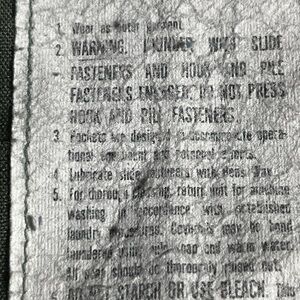 1. Wear as outer garment.
2. WARNING. LAUNDER WITH SLIDE
FASTENERS AND HOOK AND PILE
FASTENERS ENGAGED. DO NOT PRESS
HOOK AND PILE FASTENERS.
3. Pockets are designed to accommodate opera-
tional equipment and
4. Lubricate slide fasteners with
5. For thorough cleaning, return unit for machine
washing in accordance with established
laundry procedures. Coveralls may be hand
laundered using mild soap and warm water.
All soap should be thoroughly rinsed out.
DO NOT STARCH OR USE BLEACH. This